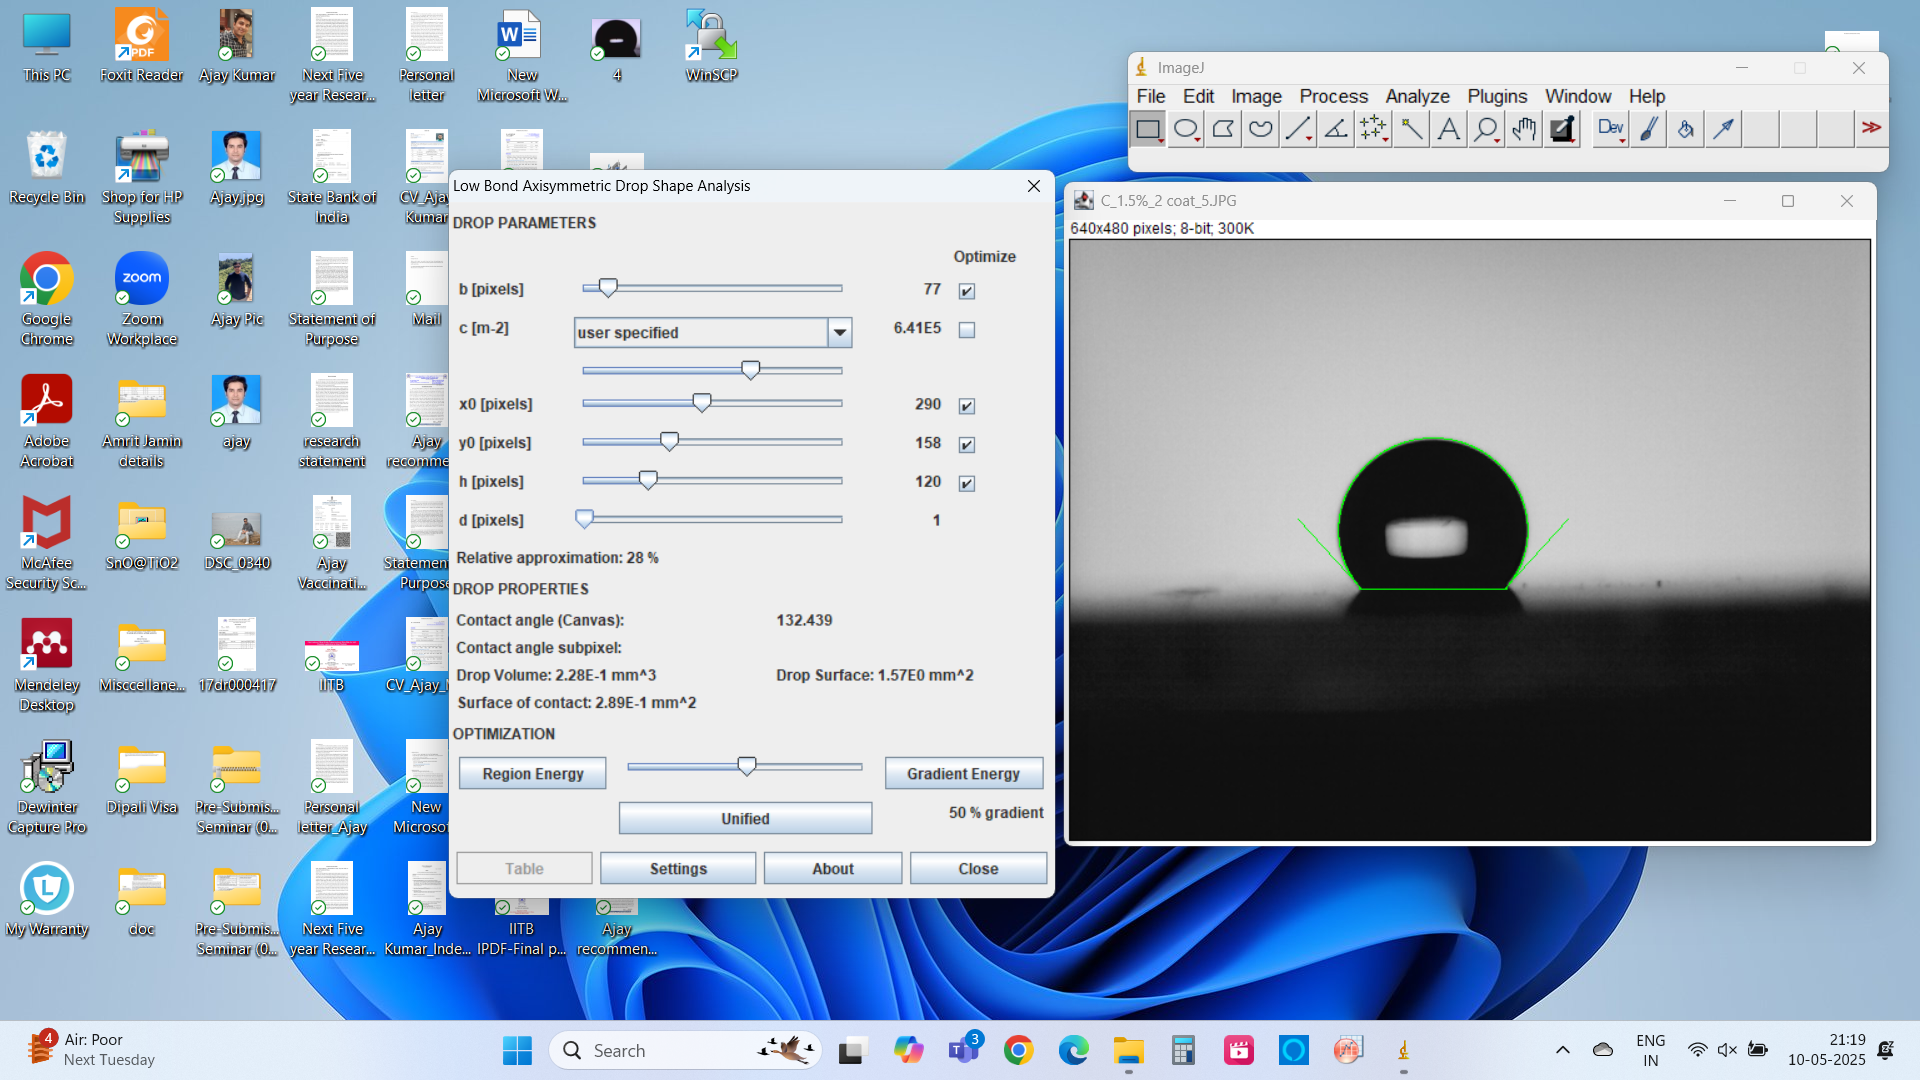 This PC
Foxit Reader
Ajay Kumar
Next Five
year Resear...
Personal
letter
New
Microsoft W...
4
WinSCP
Recycle Bin
Shop for HP
Supplies
Ajay.jpg
State Bank of
India
CV_Ajay
Kumar
Google
Chrome
Zoom
Workplace
Ajay Pic
Statement of
Purpose
Mail
Adobe
Acrobat
Amrit Jamin
details
ajay
research
statement
Ajay
recomme
McAfee
Security Sc...
SnO@TiO2
DSC_0340
Ajay
Vaccinati...
Statement
Purpose
Mendeley
Desktop
Misccellane...
17dr000417
IITB
CV_Ajay_
Dewinter
Capture Pro
Dipali Visa
Pre-Submis...
Seminar (0...
Personal
letter_Ajay
New
Microsof
My Warranty
doc
Pre-Submis...
Seminar (0...
Next Five
year Resear...
Ajay
Kumar_Inde...
IITB
IPDF-Final p...
Ajay
recommen...
Low Bond Axisymmetric Drop Shape Analysis
DROP PARAMETERS
Optimize
b [pixels] 77
c [m-2] user specified 6.41E5
x0 [pixels] 290
y0 [pixels] 158
h [pixels] 120
d [pixels] 1
Relative approximation: 28 %
DROP PROPERTIES
Contact angle (Canvas): 132.439
Contact angle subpixel:
Drop Volume: 2.28E-1 mm^3 Drop Surface: 1.57E0 mm^2
Surface of contact: 2.89E-1 mm^2
OPTIMIZATION
Region Energy Gradient Energy
Unified 50 % gradient
Table Settings About Close
ImageJ
File Edit Image Process Analyze Plugins Window Help
Dev
C_1.5%_2 coat_5.JPG
640x480 pixels; 8-bit; 300K
4
Air: Poor
Next Tuesday
Search
3
ENG
IN
21:19
10-05-2025